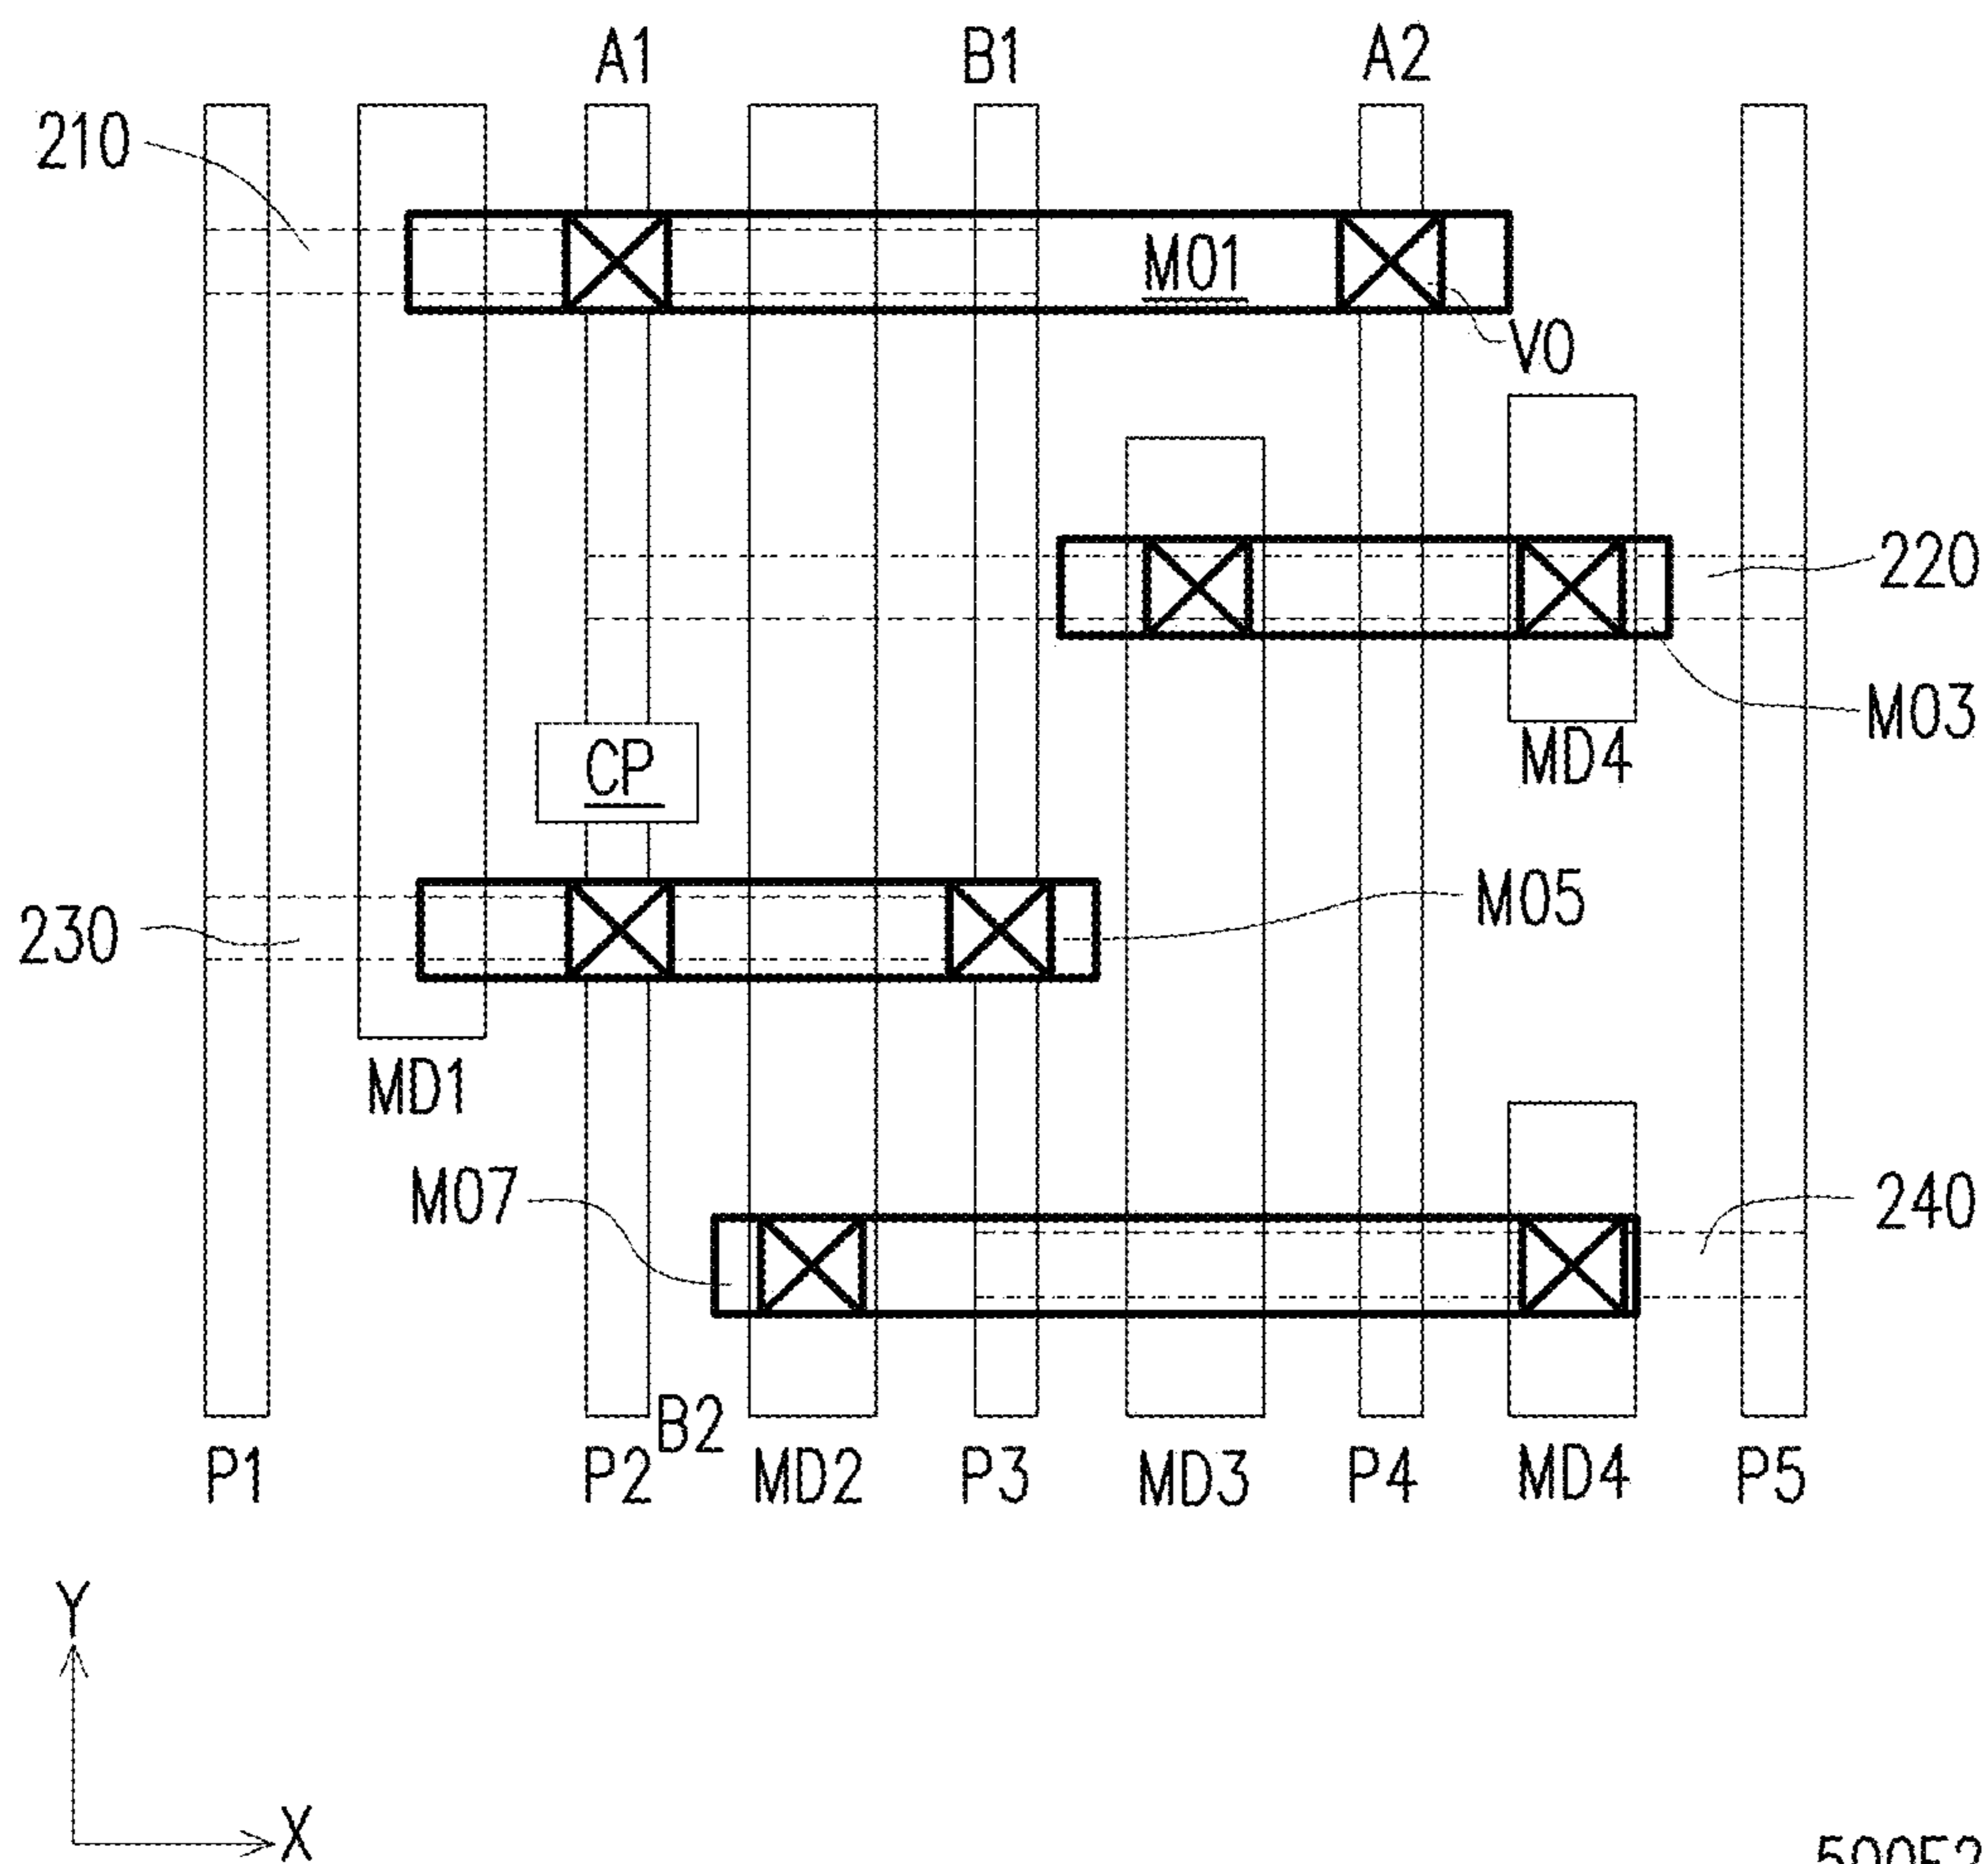 A1 B1 A2
210
M01
V0
220
M03
CP
MD4
M05
230
MD1
M07
240
B2
P1 P2 MD2 P3 MD3 P4 MD4 P5
Y
X